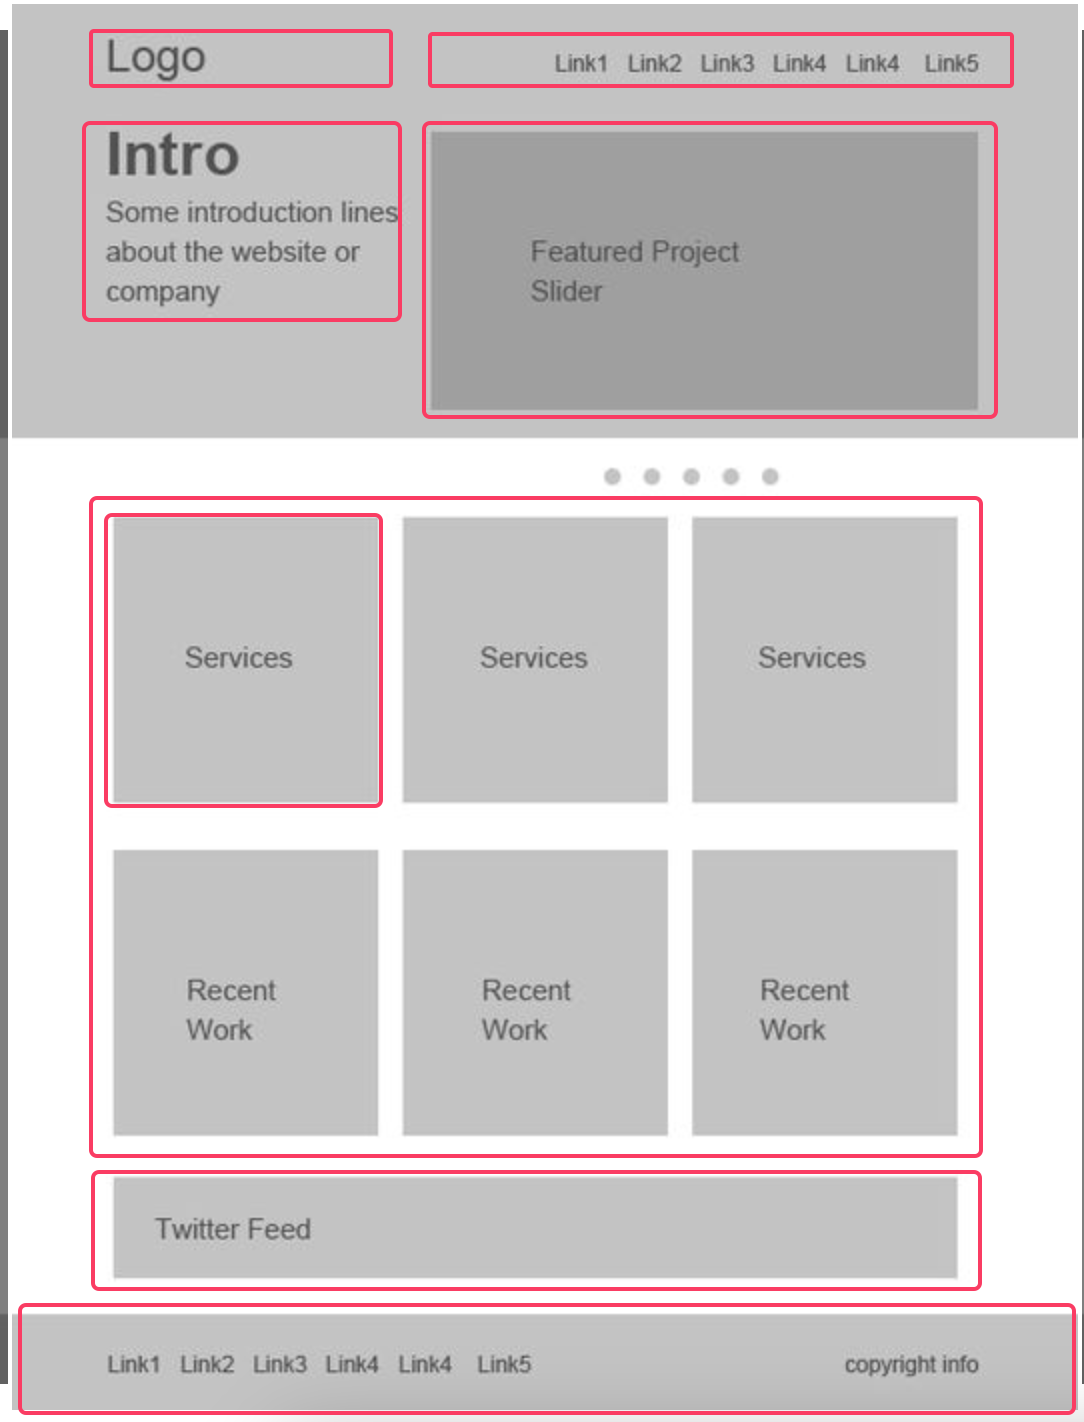 Logo
Link1 Link2 Link3 Link4 Link4 Link5
Intro
Some introduction lines
about the website or
company
Featured Project
Slider
Services
Services
Services
Recent
Work
Recent
Work
Recent
Work
Twitter Feed
Link1 Link2 Link3 Link4 Link4 Link5
copyright info